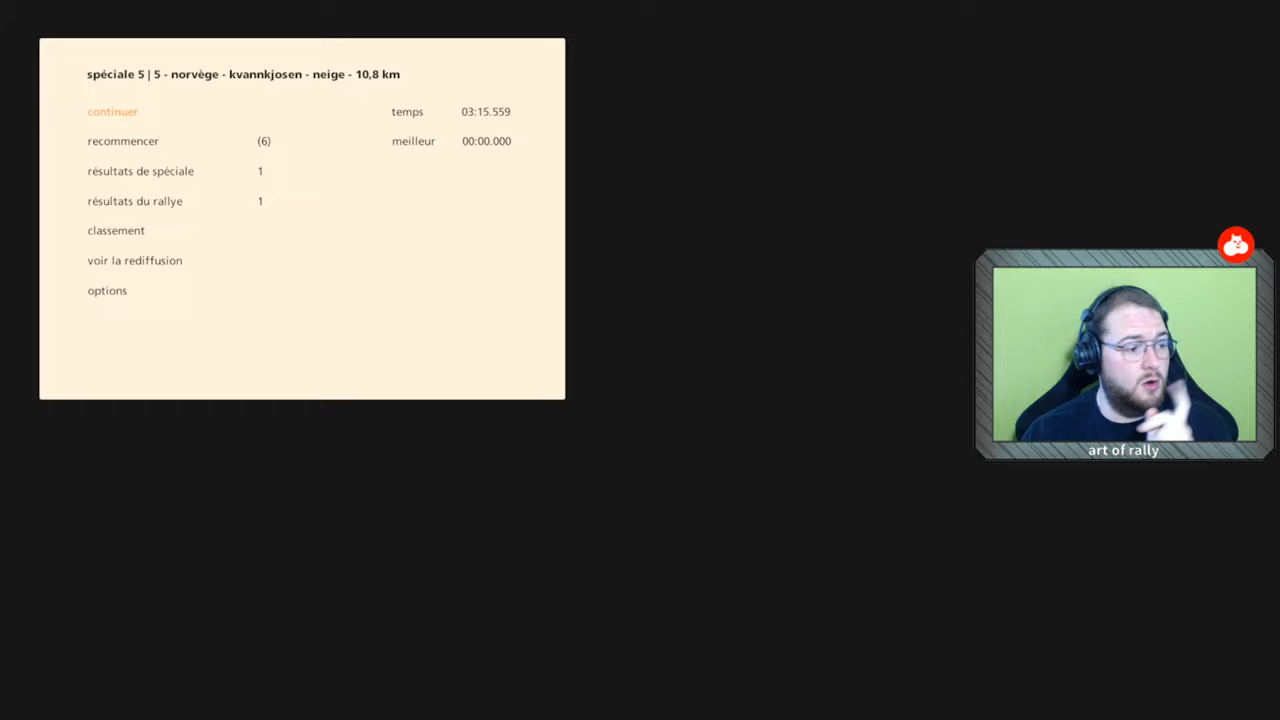 spéciale 5 | 5 - norvège - kvannkjosen - neige - 10,8 km
continuer temps 03:15.559
recommencer (6) meilleur 00:00.000
résultats de spéciale 1
résultats du rallye 1
classement
voir la rediffusion
options
art of rally